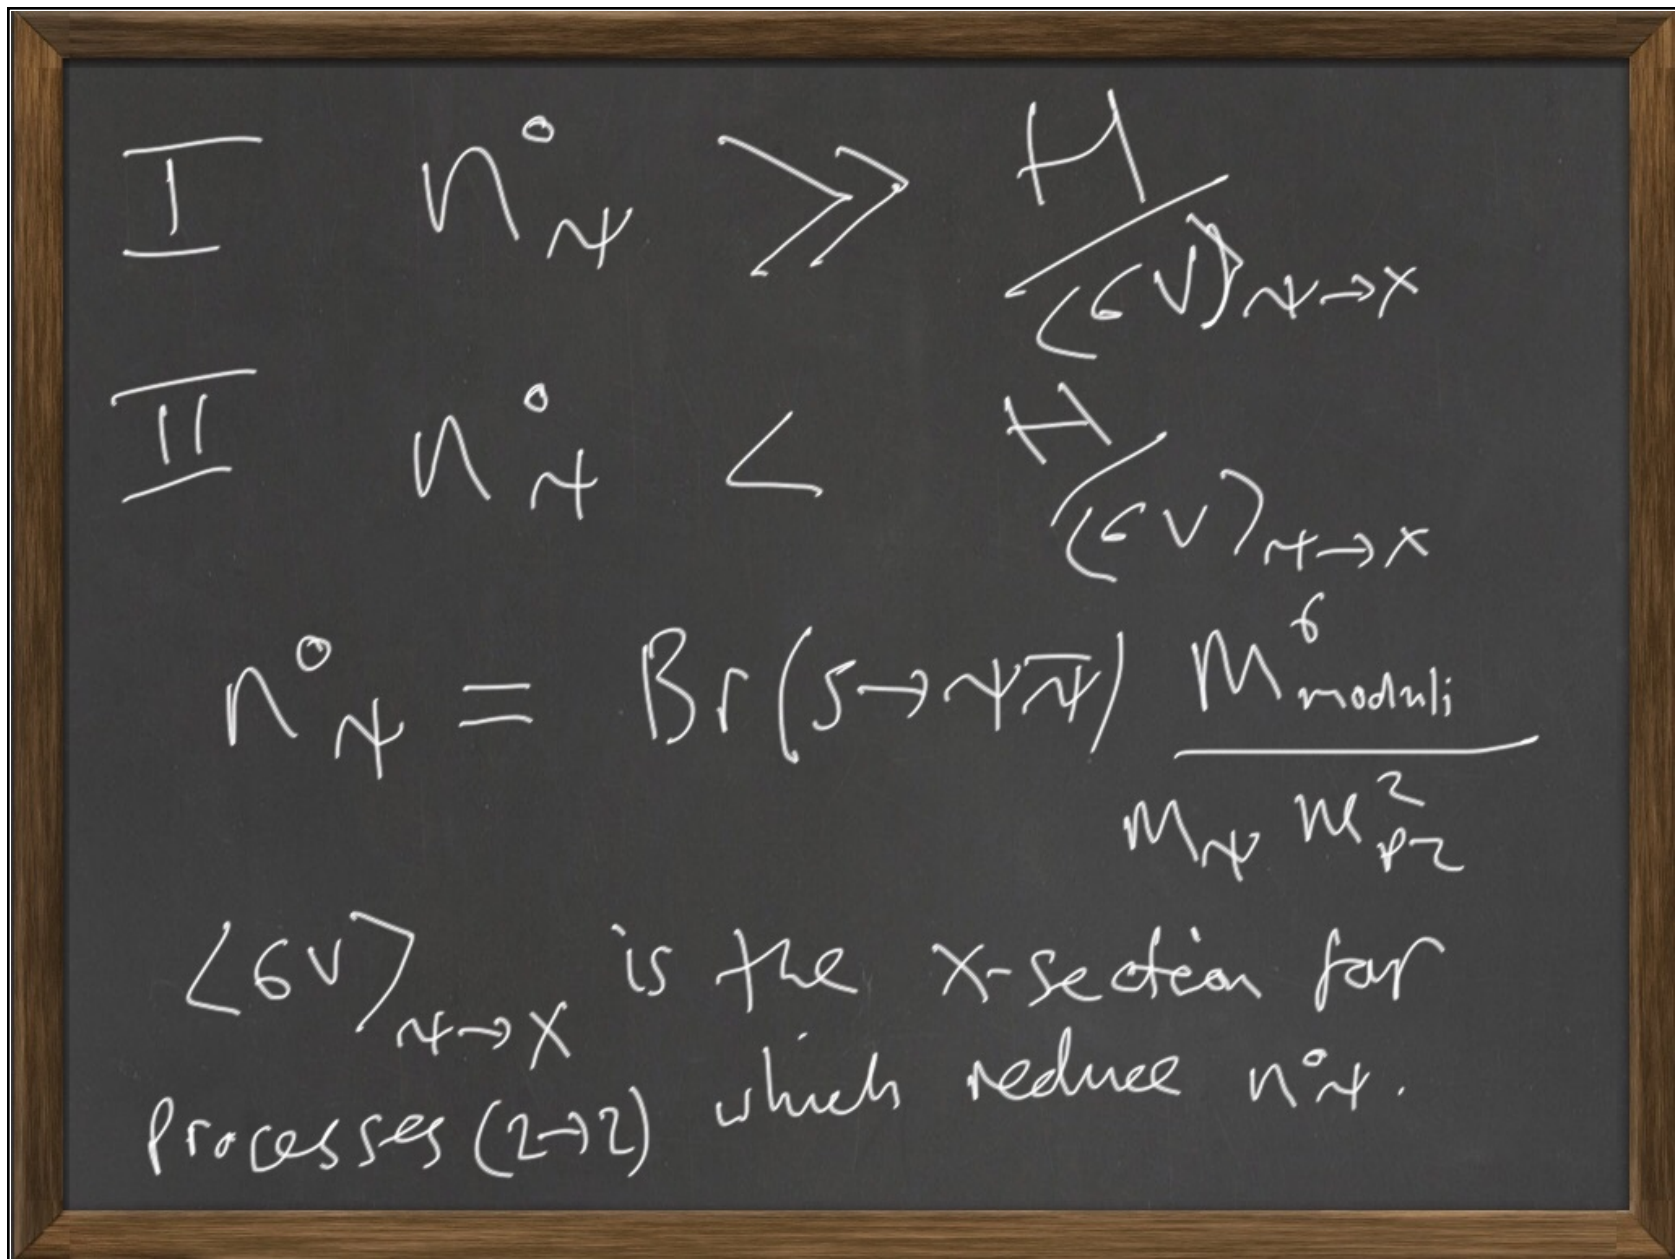 I n°ψ >> H/⟨σv⟩ψ→X
II n°ψ < H/⟨σv⟩ψ→X
n°ψ = Br(S→ψψ̅) M⁶moduli / mψ m²PL
⟨σv⟩ψ→X is the X-section for
Processes (2→2) which reduce n°ψ.